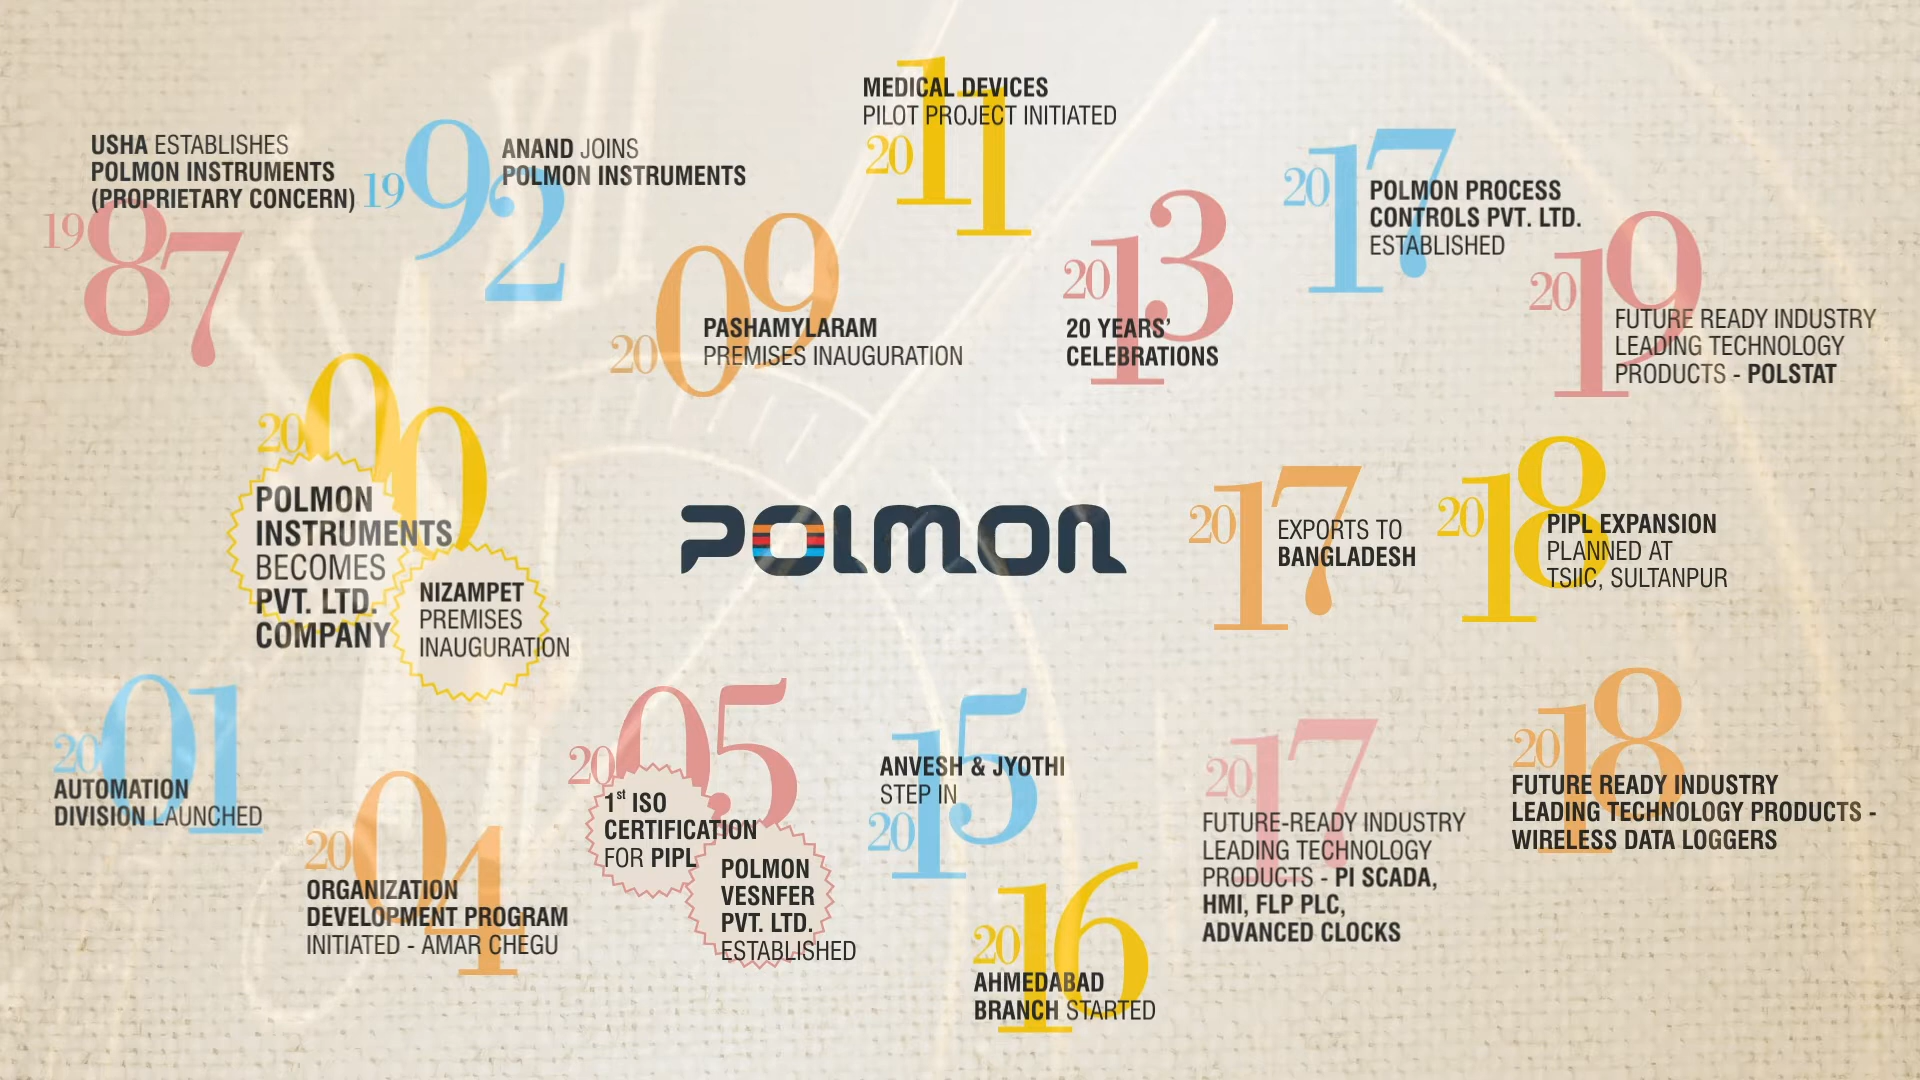 USHA ESTABLISHES
POLMON INSTRUMENTS
(PROPRIETARY CONCERN)
1987
1992
ANAND JOINS
POLMON INSTRUMENTS
2009
PASHAMYLARAM
PREMISES INAUGURATION
MEDICAL DEVICES
PILOT PROJECT INITIATED
2011
2013
20 YEARS’
CELEBRATIONS
2017
POLMON PROCESS
CONTROLS PVT. LTD.
ESTABLISHED
2019
FUTURE READY INDUSTRY
LEADING TECHNOLOGY
PRODUCTS - POLSTAT
2000
POLMON
INSTRUMENTS
BECOMES
PVT. LTD.
COMPANY
NIZAMPET
PREMISES
INAUGURATION
POLMON
2017
EXPORTS TO
BANGLADESH
2018
PIPL EXPANSION
PLANNED AT
TSIIC, SULTANPUR
2001
AUTOMATION
DIVISION LAUNCHED
2004
ORGANIZATION
DEVELOPMENT PROGRAM
INITIATED - AMAR CHEGU
2005
1st ISO
CERTIFICATION
FOR PIPL
POLMON
VESNFER
PVT. LTD.
ESTABLISHED
2015
ANVESH & JYOTHI
STEP IN
2016
AHMEDABAD
BRANCH STARTED
2017
FUTURE-READY INDUSTRY
LEADING TECHNOLOGY
PRODUCTS - PI SCADA,
HMI, FLP PLC,
ADVANCED CLOCKS
2018
FUTURE READY INDUSTRY
LEADING TECHNOLOGY PRODUCTS -
WIRELESS DATA LOGGERS